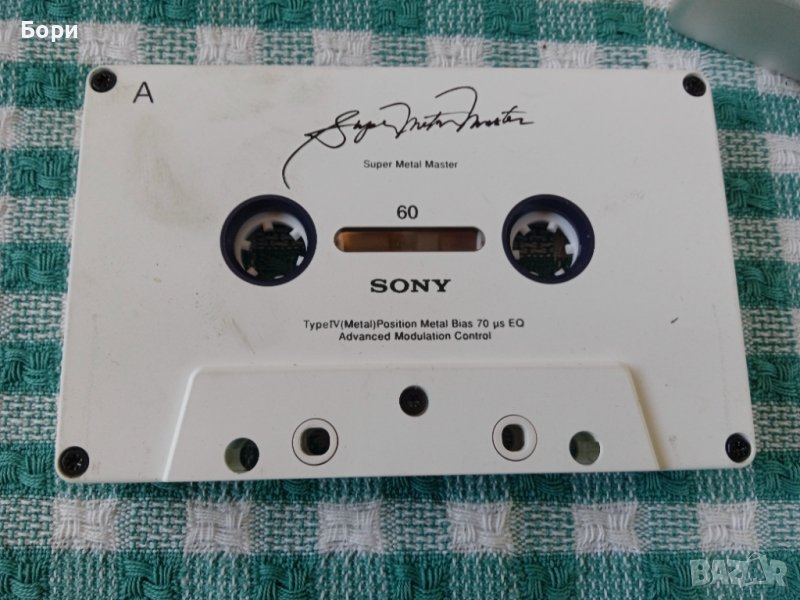 Бори
A
Super Metal Master
Super Metal Master
60
SONY
TypeIV(Metal)Position Metal Bias 70 µs EQ
Advanced Modulation Control
BAZAR